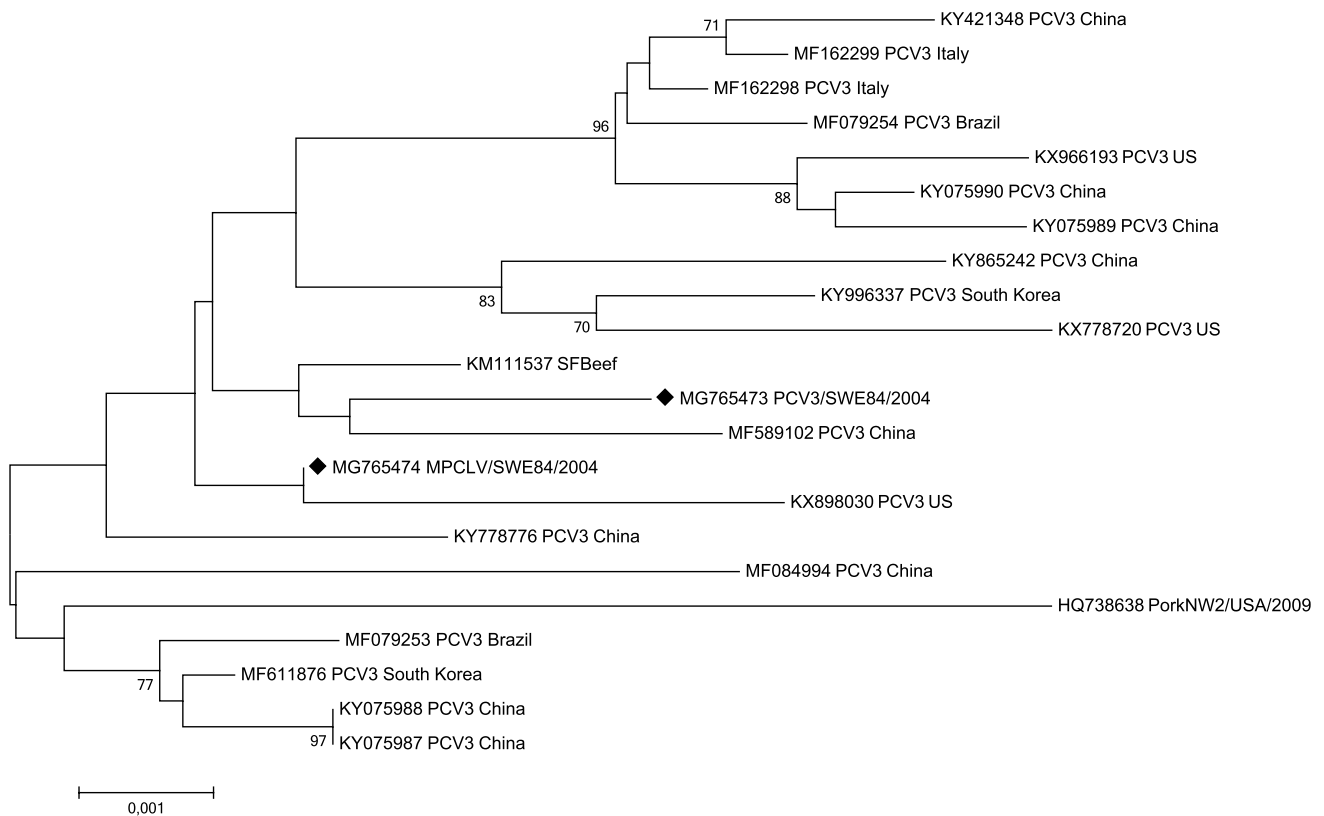 KY421348 PCV3 China
71
MF162299 PCV3 Italy
MF162298 PCV3 Italy
MF079254 PCV3 Brazil
96
KX966193 PCV3 US
KY075990 PCV3 China
88
KY075989 PCV3 China
KY865242 PCV3 China
83
KY996337 PCV3 South Korea
70
KX778720 PCV3 US
KM111537 SFBeef
MG765473 PCV3/SWE84/2004
MF589102 PCV3 China
MG765474 MPCLV/SWE84/2004
KX898030 PCV3 US
KY778776 PCV3 China
MF084994 PCV3 China
HQ738638 PorkNW2/USA/2009
MF079253 PCV3 Brazil
77
MF611876 PCV3 South Korea
KY075988 PCV3 China
97
KY075987 PCV3 China
0,001